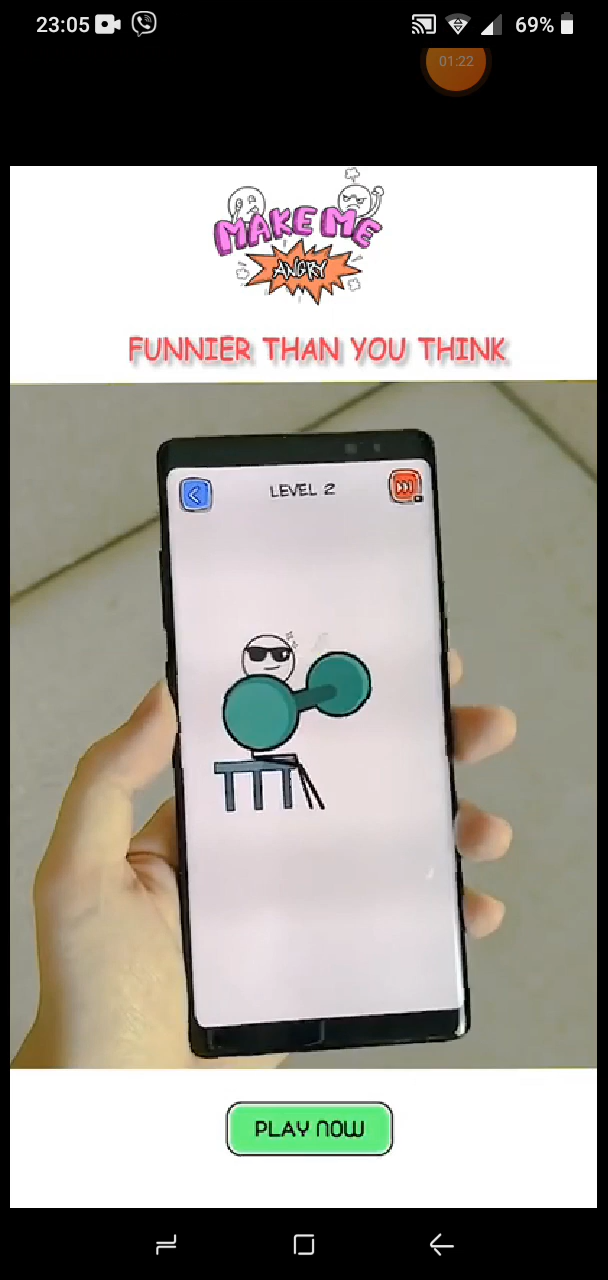 23:05
69%
01:22
MAKE ME
ANGRY
FUNNIER THAN YOU THINK
LEVEL 2
PLAY NOW